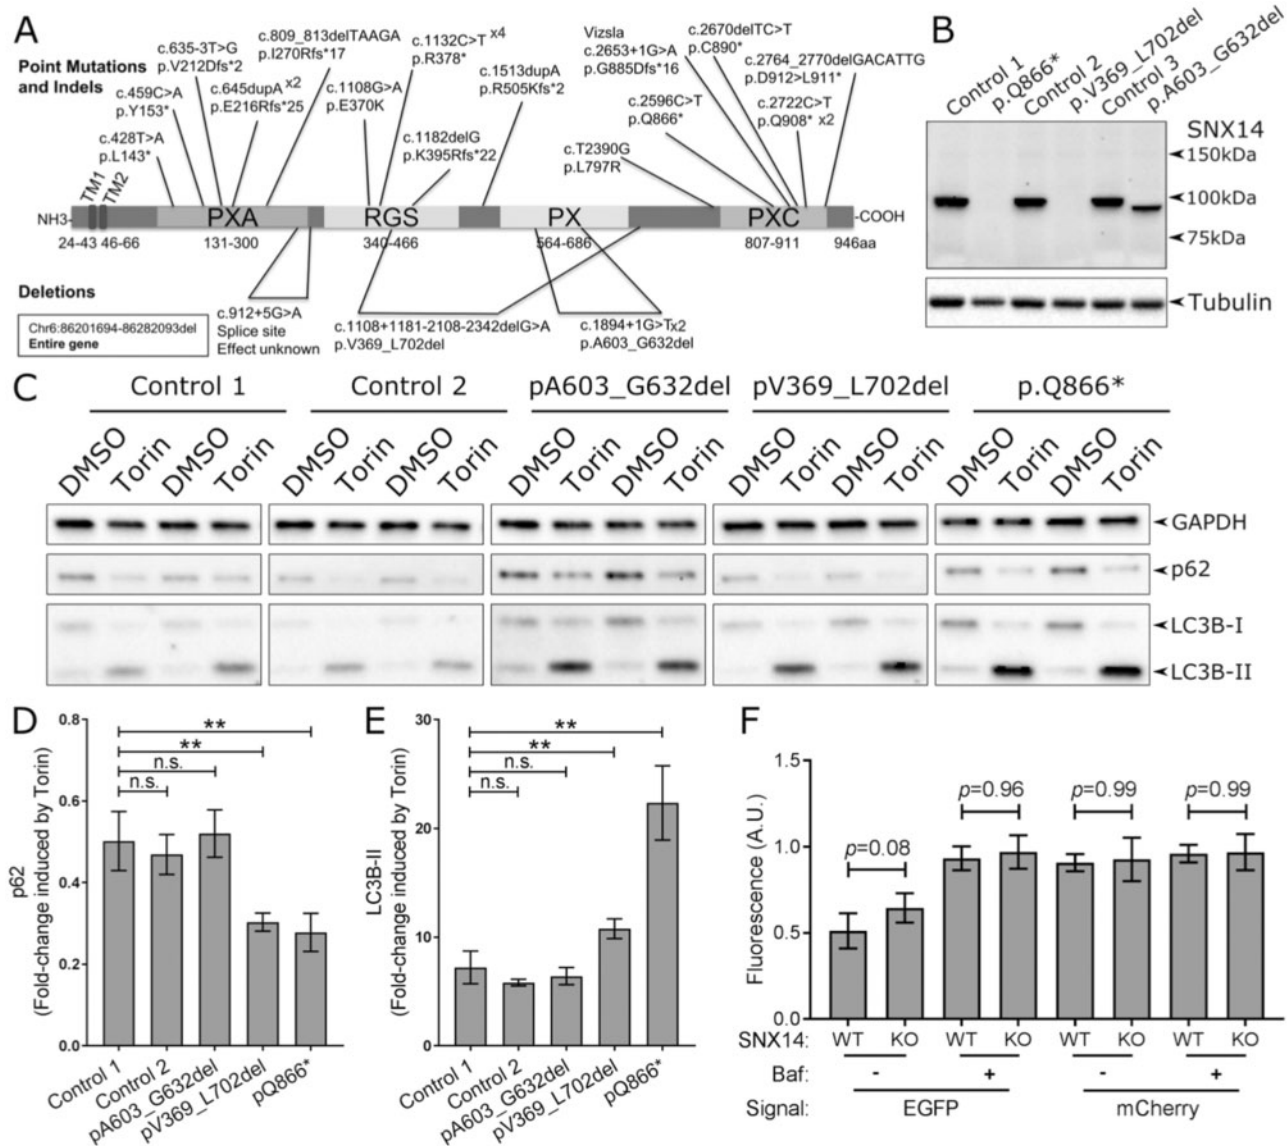 A
Point Mutations
and Indels
c.428T>A
p.L143*
c.459C>A
p.Y153*
c.635-3T>G
p.V212Dfs*2
c.645dupA x2
p.E216Rfs*25
c.809_813delTAAGA
p.I270Rfs*17
c.1108G>A
p.E370K
c.1132C>T x4
p.R378*
c.1182delG
p.K395Rfs*22
c.1513dupA
p.R505Kfs*2
c.T2390G
p.L797R
c.2596C>T
p.Q866*
Vizsla
c.2653+1G>A
p.G885Dfs*16
c.2670delTC>T
p.C890*
c.2722C>T
p.Q908* x2
c.2764_2770delGACATTG
p.D912>L911*
TM1
TM2
NH3-
PXA
RGS
PX
PXC
-COOH
24-43 46-66
131-300
340-466
564-686
807-911
946aa
Deletions
Chr6:86201694-86282093del
Entire gene
c.912+5G>A
Splice site
Effect unknown
c.1108+1181-2108-2342delG>A
p.V369_L702del
c.1894+1G>Tx2
p.A603_G632del
B
Control 1
p.Q866*
Control 2
p.V369_L702del
Control 3
p.A603_G632del
SNX14
150kDa
100kDa
75kDa
Tubulin
C
Control 1
Control 2
pA603_G632del
pV369_L702del
p.Q866*
DMSO Torin DMSO Torin DMSO Torin DMSO Torin DMSO Torin DMSO Torin DMSO Torin DMSO Torin DMSO Torin DMSO Torin
GAPDH
p62
LC3B-I
LC3B-II
D
p62
(Fold-change induced by Torin)
0.8
0.6
0.4
0.2
0.0
**
**
n.s.
n.s.
Control 1
Control 2
pA603_G632del
pV369_L702del
pQ866*
E
LC3B-II
(Fold-change induced by Torin)
30
20
10
0
**
**
n.s.
n.s.
Control 1
Control 2
pA603_G632del
pV369_L702del
pQ866*
F
Fluorescence (A.U.)
1.5
1.0
0.5
0.0
p=0.08
p=0.96
p=0.99
p=0.99
SNX14: WT KO WT KO WT KO WT KO
Baf: - + - +
Signal: EGFP mCherry